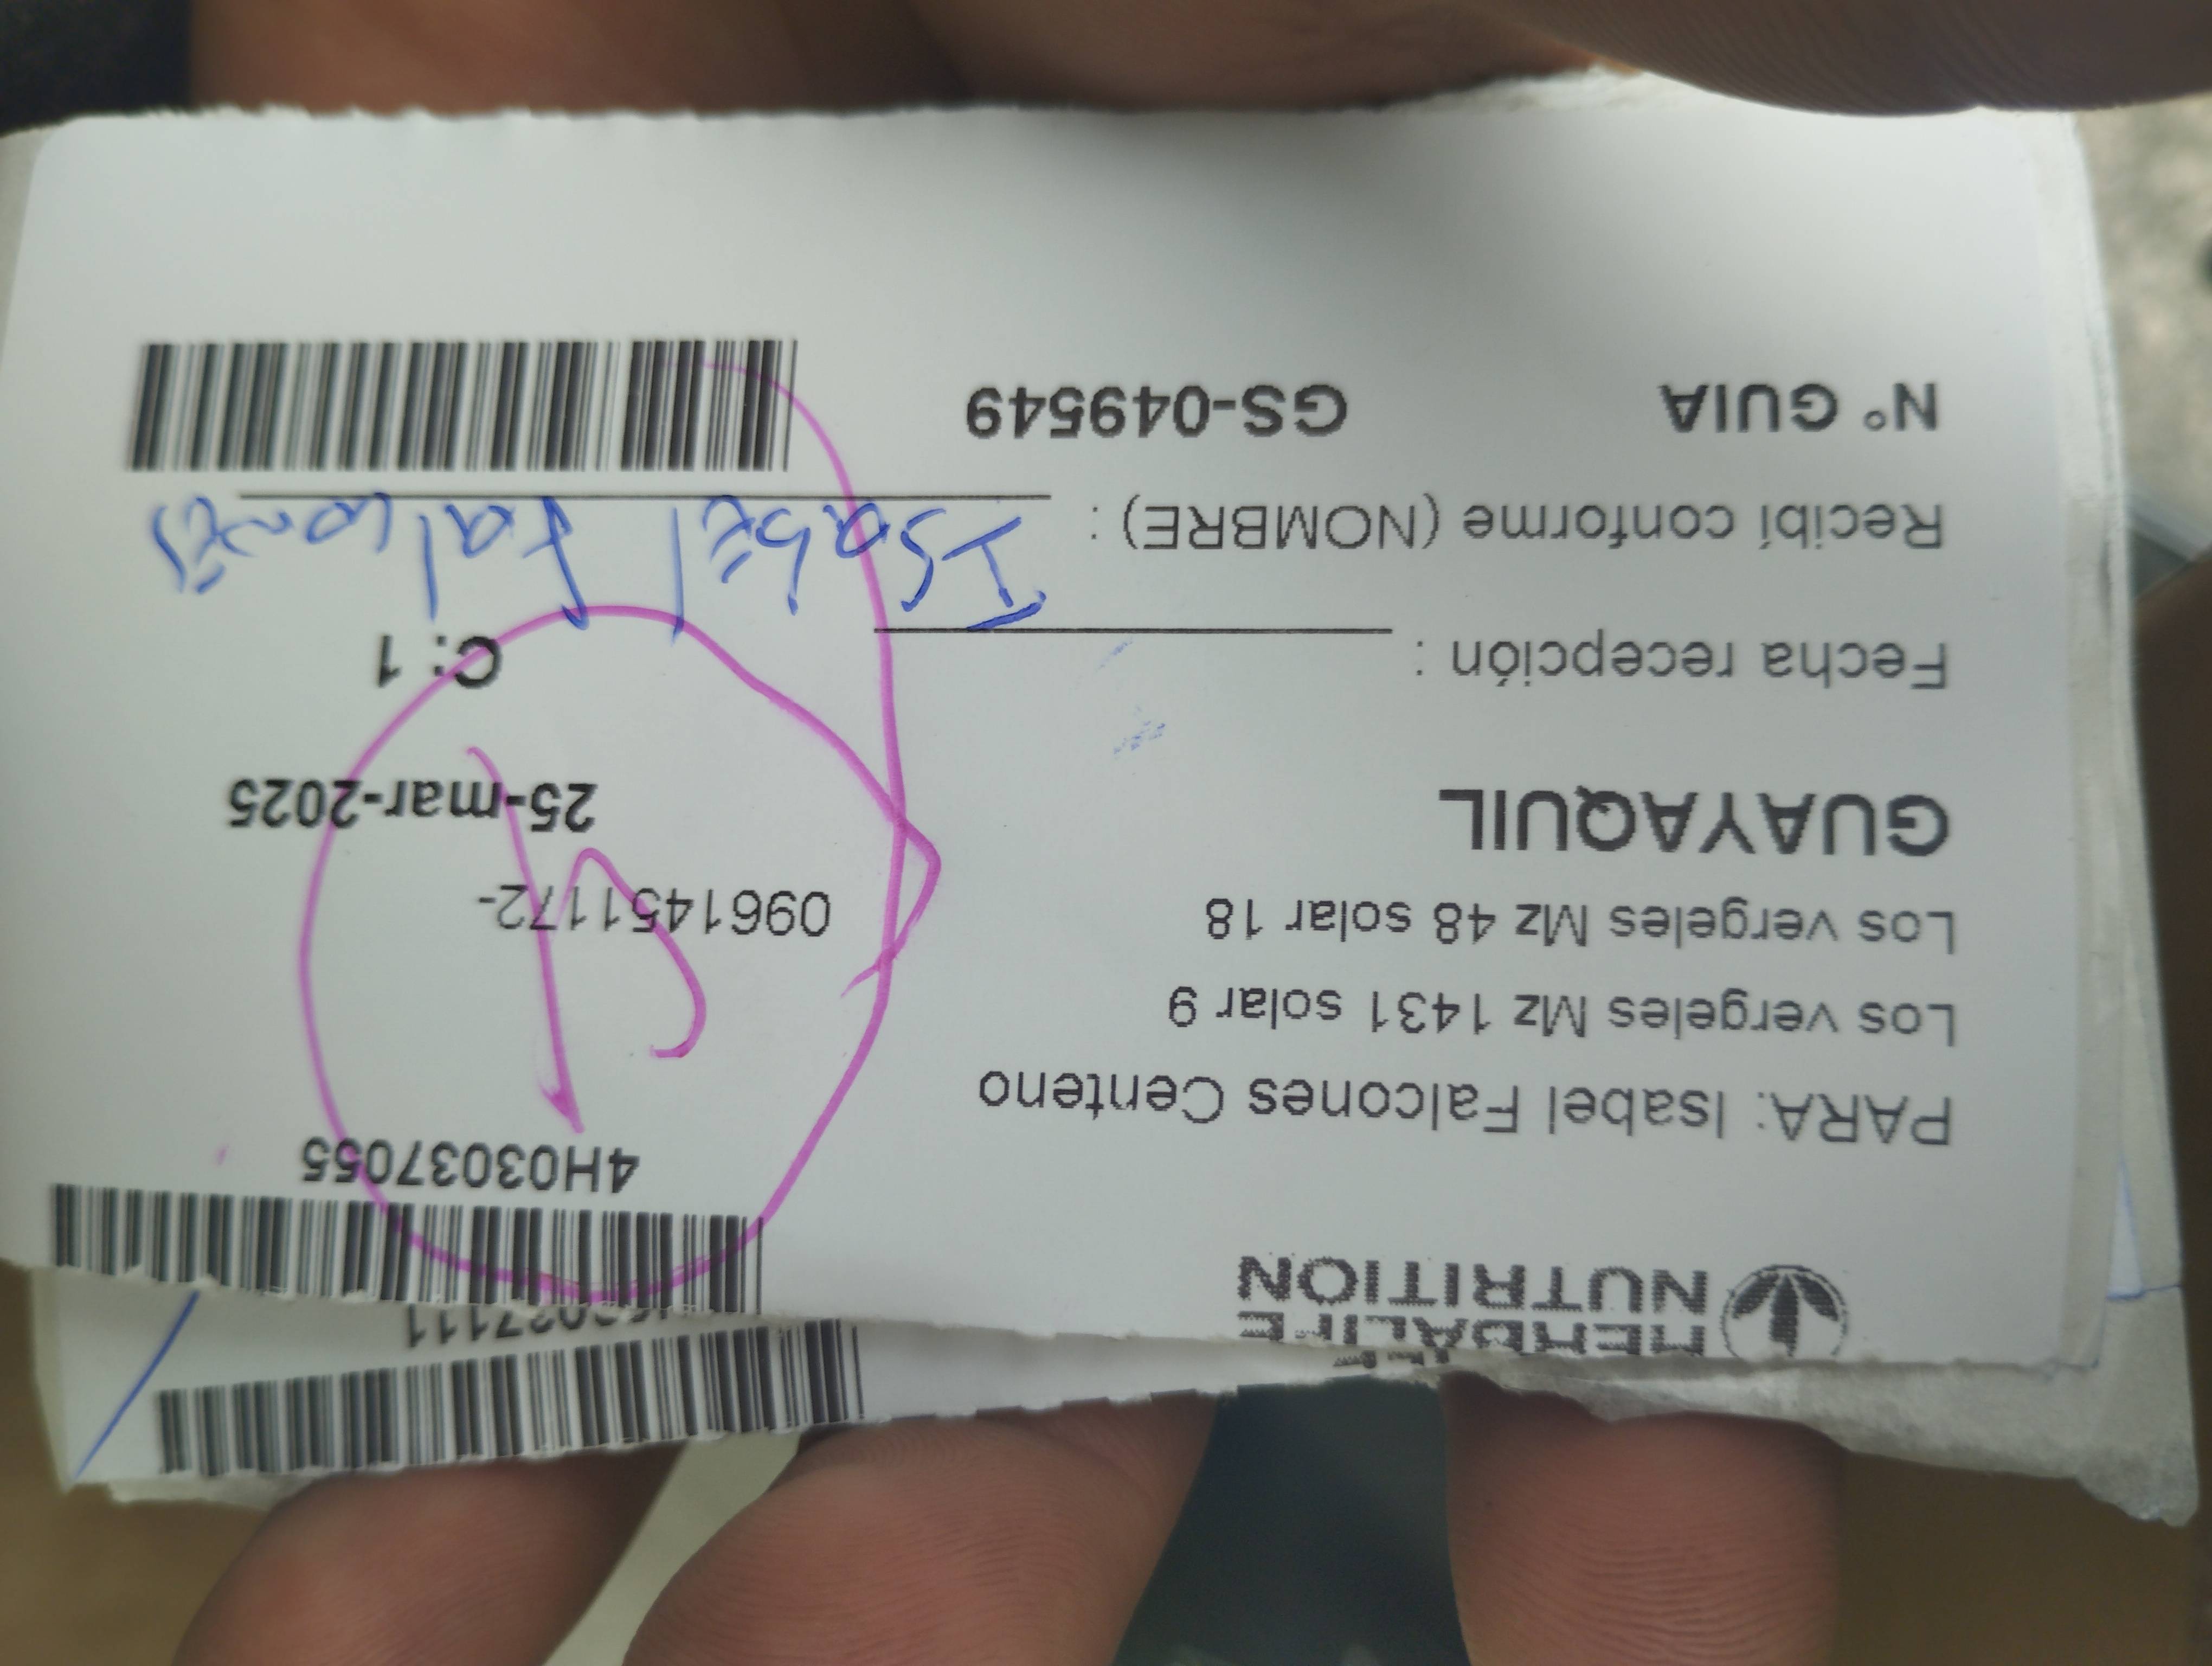 HERBALIFE
NUTRITION
4H03037055
PARA: Isabel Falcones Centeno
Los vergeles Mz 1431 solar 9
Los vergeles Mz 48 solar 18
0961451172-
GUAYAQUIL
25-mar-2025
Fecha recepción :
C: 1
Recibí conforme (NOMBRE) : Isabel Falcones
N° GUIA GS-049549